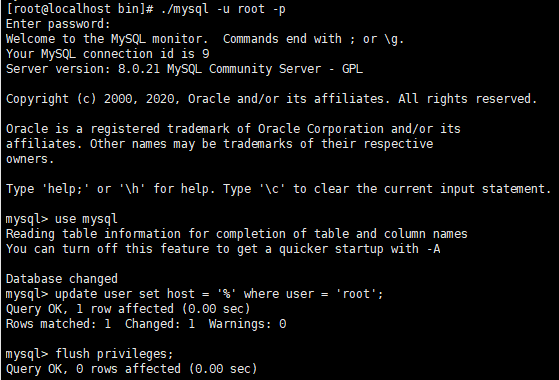 [root@localhost bin]# ./mysql -u root -p
Enter password:
Welcome to the MySQL monitor.  Commands end with ; or \g.
Your MySQL connection id is 9
Server version: 8.0.21 MySQL Community Server - GPL
Copyright (c) 2000, 2020, Oracle and/or its affiliates. All rights reserved.
Oracle is a registered trademark of Oracle Corporation and/or its
affiliates. Other names may be trademarks of their respective
owners.
Type 'help;' or '\h' for help. Type '\c' to clear the current input statement.
mysql> use mysql
Reading table information for completion of table and column names
You can turn off this feature to get a quicker startup with -A
Database changed
mysql> update user set host = '%' where user = 'root';
Query OK, 1 row affected (0.00 sec)
Rows matched: 1  Changed: 1  Warnings: 0
mysql> flush privileges;
Query OK, 0 rows affected (0.00 sec)